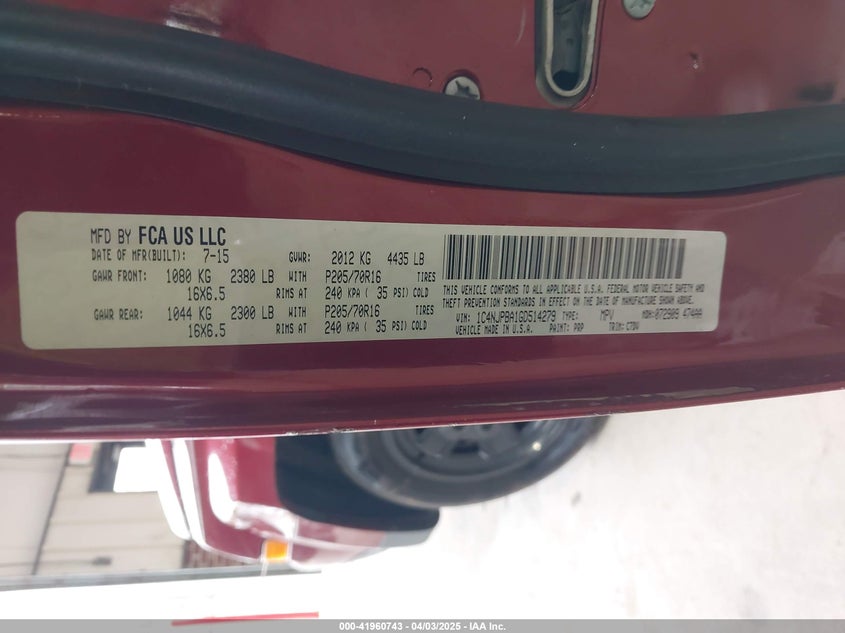 MFD BY FCA US LLC
DATE OF MFR(BUILT): 7-15 GVWR: 2012 KG 4435 LB
GAWR FRONT: 1080 KG 2380 LB WITH P205/70R16 TIRES
16X6.5 RIMS AT 240 KPA ( 35 PSI) COLD
GAWR REAR: 1044 KG 2300 LB WITH P205/70R16 TIRES
16X6.5 RIMS AT 240 KPA ( 35 PSI) COLD
THIS VEHICLE CONFORMS TO ALL APPLICABLE U.S.A. FEDERAL MOTOR VEHICLE SAFETY AND
THEFT PREVENTION STANDARDS IN EFFECT ON THE DATE OF MANUFACTURE SHOWN ABOVE.
VIN: 1C4NJPBA1GD514279 TYPE: MPV MDH: 072909 474AA
VEHICLE MADE IN U.S.A. PAINT: PRP TRIM: C7DV
000-41960743 - 04/03/2025 - IAA Inc.